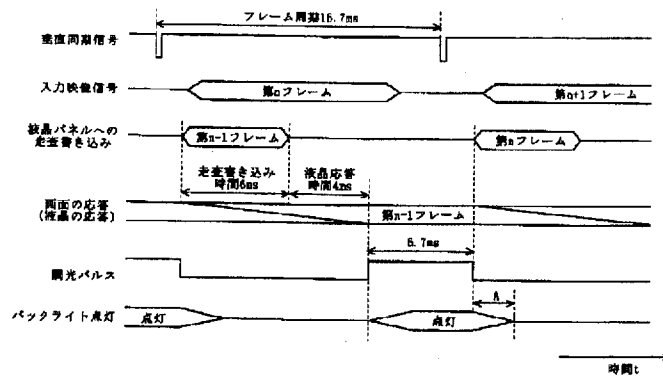 フレーム周期16.7ms
垂直同期信号
入力映像信号
第nフレーム
第n+1フレーム
液晶パネルへの
走査書き込み
第n-1フレーム
第nフレーム
走査書き込み
時間6ms
液晶応答
時間4ms
画面の応答
(液晶の応答)
第n-1フレーム
6.7ms
調光パルス
A
バックライト点灯
点灯
点灯
時間t